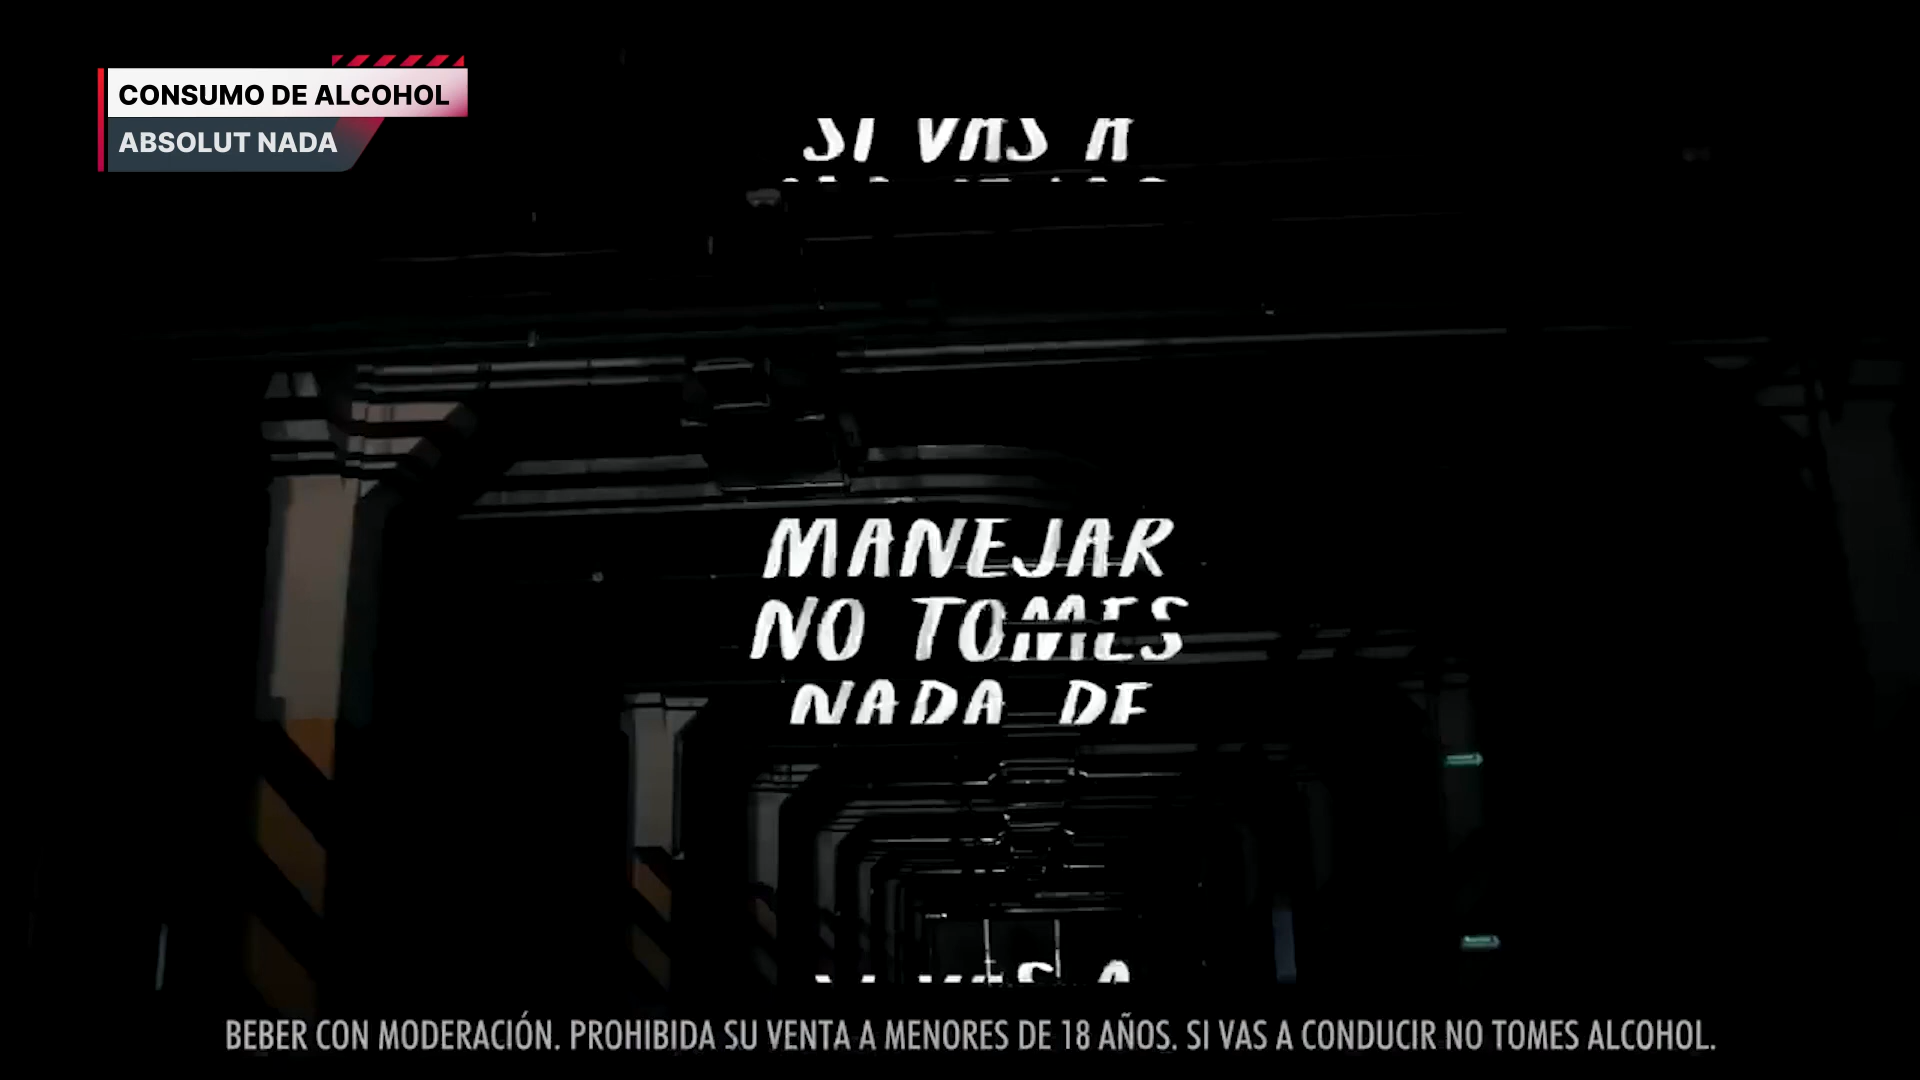 CONSUMO DE ALCOHOL
ABSOLUT NADA
SI VAS A
MANEJAR
NO TOMES
NADA DE
BEBER CON MODERACIÓN. PROHIBIDA SU VENTA A MENORES DE 18 AÑOS. SI VAS A CONDUCIR NO TOMES ALCOHOL.